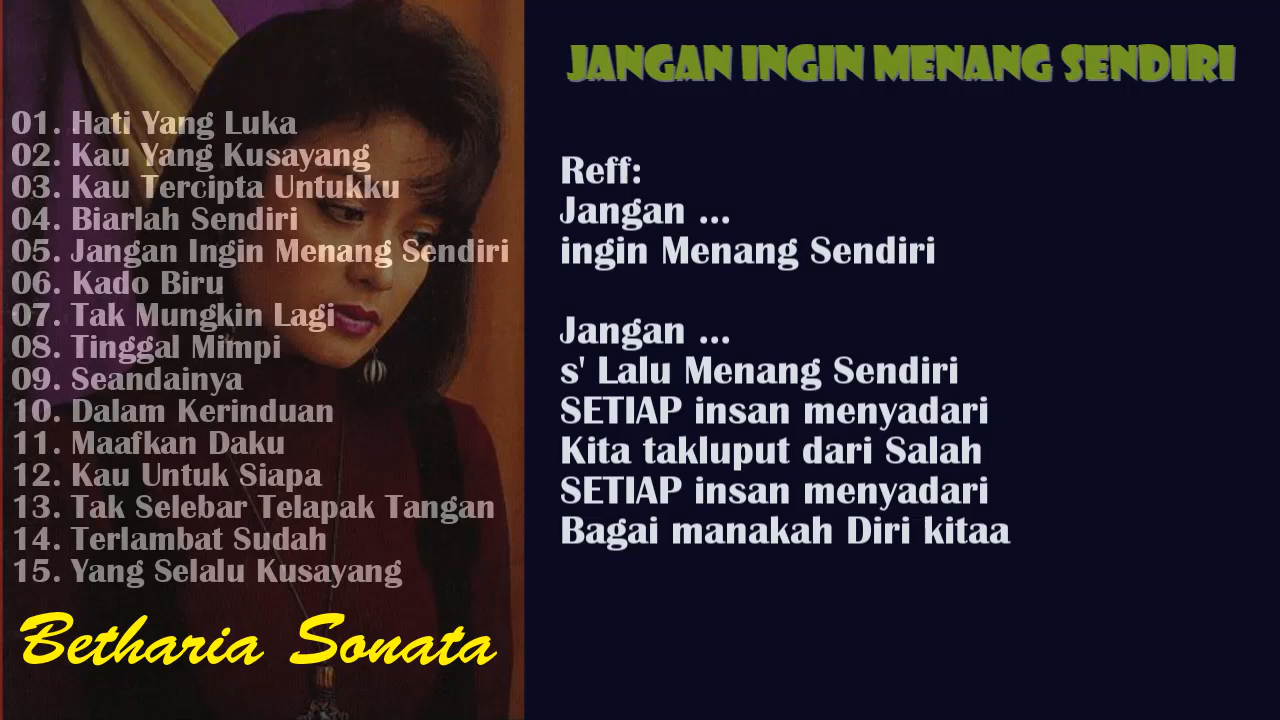 01. Hati Yang Luka
02. Kau Yang Kusayang
03. Kau Tercipta Untukku
04. Biarlah Sendiri
05. Jangan Ingin Menang Sendiri
06. Kado Biru
07. Tak Mungkin Lagi
08. Tinggal Mimpi
09. Seandainya
10. Dalam Kerinduan
11. Maafkan Daku
12. Kau Untuk Siapa
13. Tak Selebar Telapak Tangan
14. Terlambat Sudah
15. Yang Selalu Kusayang
Betharia Sonata
JANGAN INGIN MENANG SENDIRI
Reff:
Jangan ...
ingin Menang Sendiri
Jangan ...
s' Lalu Menang Sendiri
SETIAP insan menyadari
Kita takluput dari Salah
SETIAP insan menyadari
Bagai manakah Diri kitaa